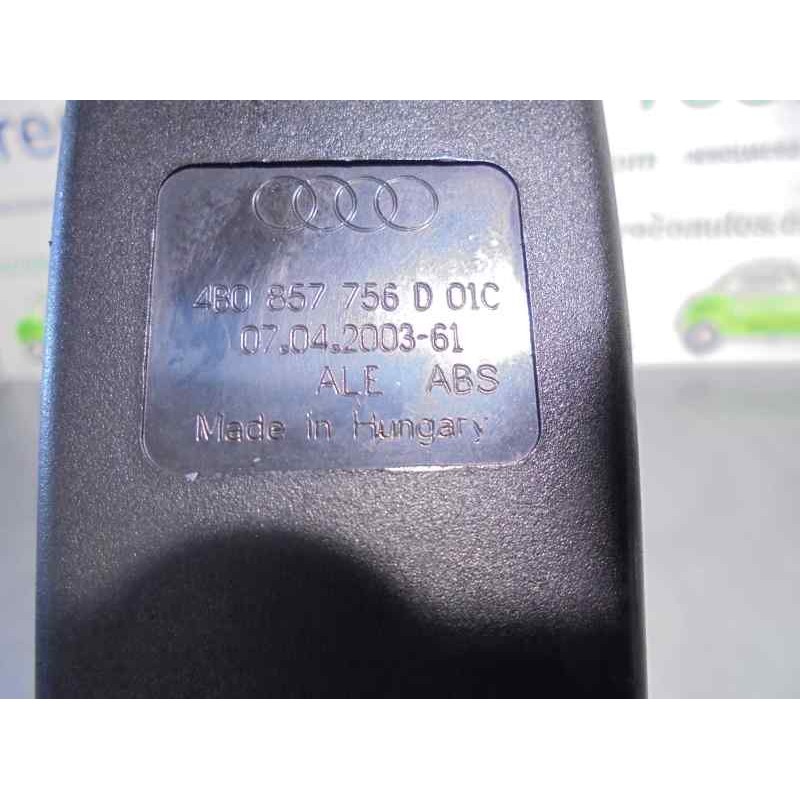 4B0 857 756 D 01C
07.04.2003-61
ALE ABS
Made in Hungary